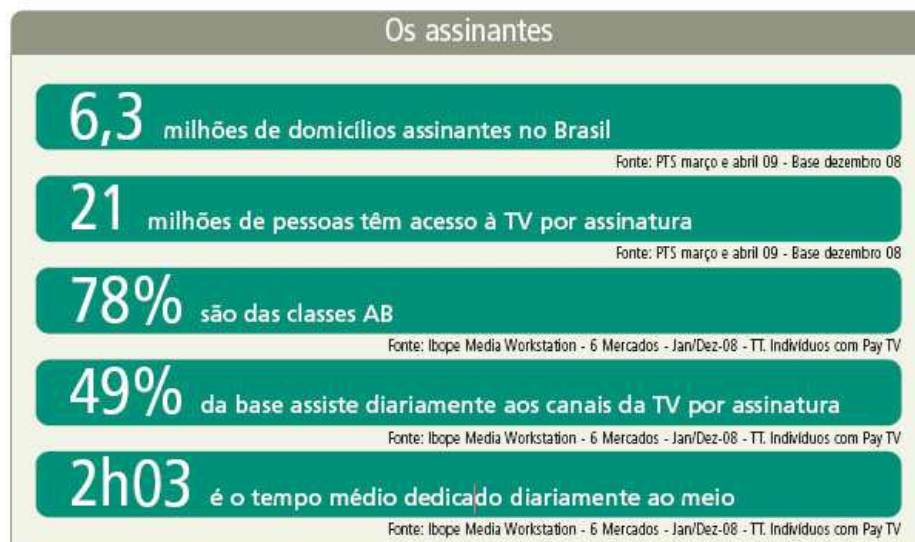 Os assinantes
6,3 milhões de domicílios assinantes no Brasil
Fonte: PTS março e abril 09 - Base dezembro 08
21 milhões de pessoas têm acesso à TV por assinatura
Fonte: PTS março e abril 09 - Base dezembro 08
78% são das classes AB
Fonte: Ibope Media Workstation - 6 Mercados - Jan/Dez-08 - TT. Indivíduos com Pay TV
49% da base assiste diariamente aos canais da TV por assinatura
Fonte: Ibope Media Workstation - 6 Mercados - Jan/Dez-08 - TT. Indivíduos com Pay TV
2h03 é o tempo médio dedicado diariamente ao meio
Fonte: Ibope Media Workstation - 6 Mercados - Jan/Dez-08 - TT. Indivíduos com Pay TV